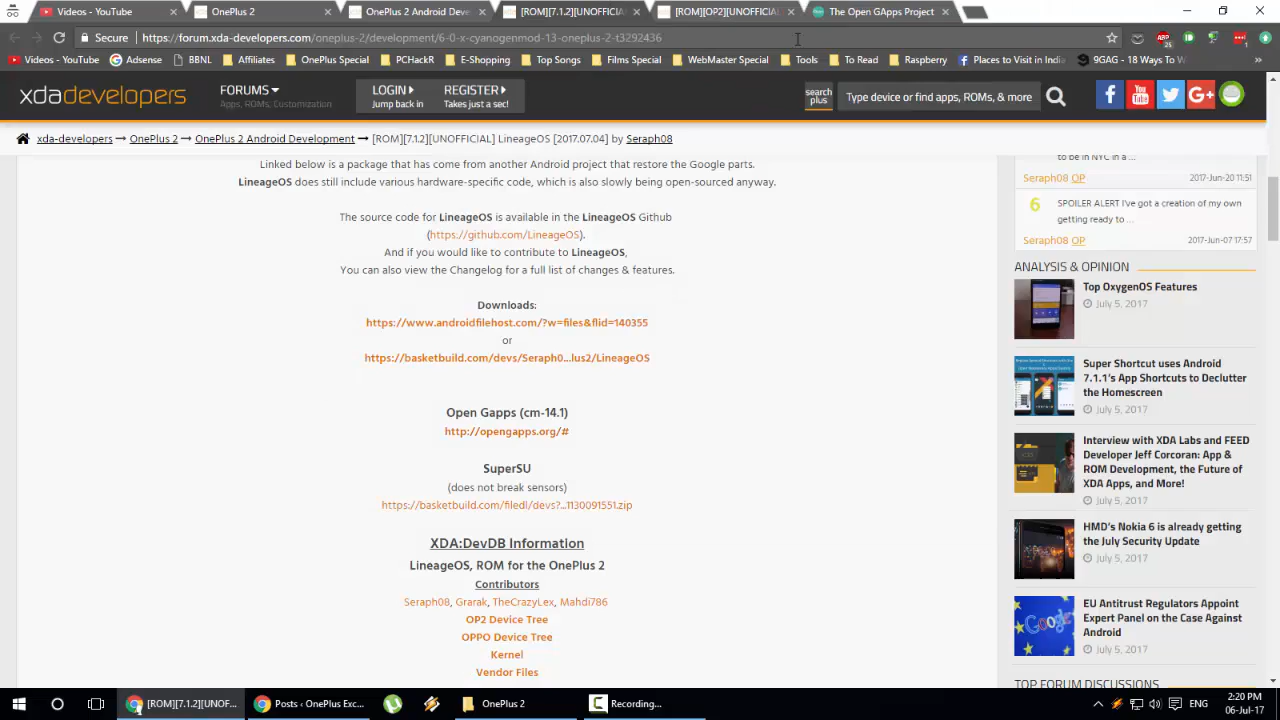 Videos - YouTube
OnePlus 2
OnePlus 2 Android Deve
[ROM][7.1.2][UNOFFICIAL]
[ROM][OP2][UNOFFICIAL
The Open GApps Project
Secure
https://forum.xda-developers.com/oneplus-2/development/6-0-x-cyanogenmod-13-oneplus-2-t3292436
Videos - YouTube
Adsense
BBNL
Affiliates
OnePlus Special
PCHackR
E-Shopping
Top Songs
Films Special
WebMaster Special
Tools
To Read
Raspberry
Places to Visit in Indi
9GAG - 18 Ways To W
xdadevelopers
FORUMS
Apps, ROMs, Customization
LOGIN
Jump back in
REGISTER
Takes just a sec!
search
plus
Type device or find apps, ROMs, & more
xda-developers → OnePlus 2 → OnePlus 2 Android Development → [ROM][7.1.2][UNOFFICIAL] LineageOS [2017.07.04] by Seraph08
Linked below is a package that has come from another Android project that restore the Google parts.
LineageOS does still include various hardware-specific code, which is also slowly being open-sourced anyway.
The source code for LineageOS is available in the LineageOS Github
(https://github.com/LineageOS).
And if you would like to contribute to LineageOS,
You can also view the Changelog for a full list of changes & features.
Downloads:
https://www.androidfilehost.com/?w=files&flid=140355
or
https://basketbuild.com/devs/Seraph0...lus2/LineageOS
Open Gapps (cm-14.1)
http://opengapps.org/#
SuperSU
(does not break sensors)
https://basketbuild.com/filedl/devs?...1130091551.zip
XDA:DevDB Information
LineageOS, ROM for the OnePlus 2
Contributors
Seraph08, Grarak, TheCrazyLex, Mahdi786
OP2 Device Tree
OPPO Device Tree
Kernel
Vendor Files
to be in NYC in a ...
Seraph08 OP
2017-Jun-20 11:51
6
SPOILER ALERT I've got a creation of my own
getting ready to ...
Seraph08 OP
2017-Jun-07 17:57
ANALYSIS & OPINION
Top OxygenOS Features
July 5, 2017
Super Shortcut uses Android
7.1.1's App Shortcuts to Declutter
the Homescreen
July 5, 2017
Interview with XDA Labs and FEED
Developer Jeff Corcoran: App &
ROM Development, the Future of
XDA Apps, and More!
July 5, 2017
HMD's Nokia 6 is already getting
the July Security Update
July 5, 2017
EU Antitrust Regulators Appoint
Expert Panel on the Case Against
Android
July 5, 2017
TOP FORUM DISCUSSIONS
[ROM][7.1.2][UNOF...
Posts ‹ OnePlus Exc...
OnePlus 2
Recording...
ENG
2:20 PM
06-Jul-17